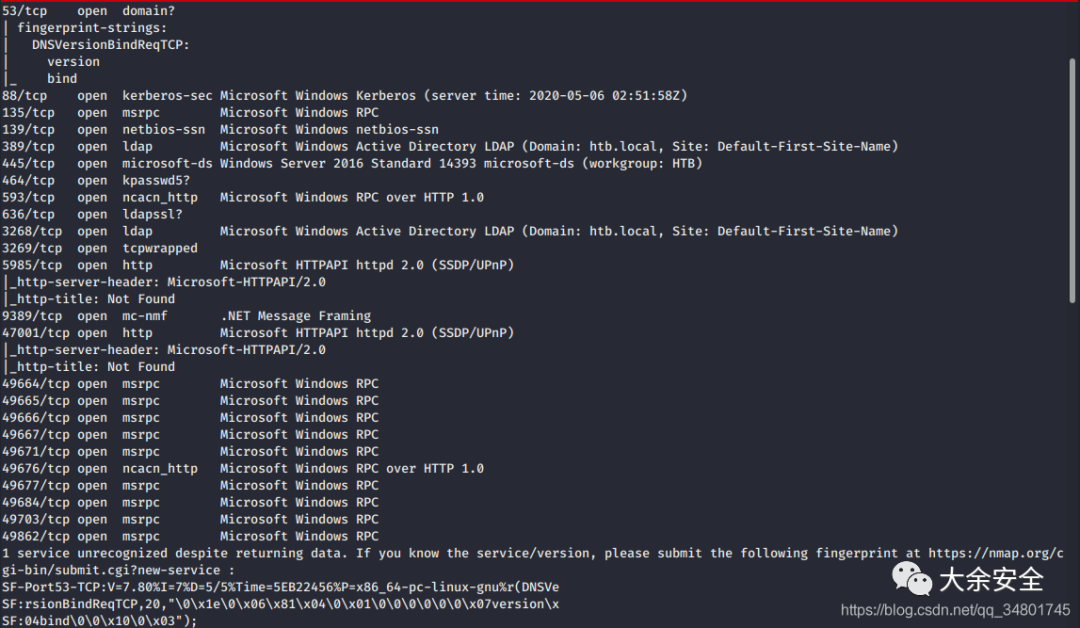 53/tcp    open  domain?
| fingerprint-strings:
|   DNSVersionBindReqTCP:
|     version
|_    bind
88/tcp    open  kerberos-sec Microsoft Windows Kerberos (server time: 2020-05-06 02:51:58Z)
135/tcp   open  msrpc        Microsoft Windows RPC
139/tcp   open  netbios-ssn  Microsoft Windows netbios-ssn
389/tcp   open  ldap         Microsoft Windows Active Directory LDAP (Domain: htb.local, Site: Default-First-Site-Name)
445/tcp   open  microsoft-ds Windows Server 2016 Standard 14393 microsoft-ds (workgroup: HTB)
464/tcp   open  kpasswd5?
593/tcp   open  ncacn_http   Microsoft Windows RPC over HTTP 1.0
636/tcp   open  ldapssl?
3268/tcp  open  ldap         Microsoft Windows Active Directory LDAP (Domain: htb.local, Site: Default-First-Site-Name)
3269/tcp  open  tcpwrapped
5985/tcp  open  http         Microsoft HTTPAPI httpd 2.0 (SSDP/UPnP)
|_http-server-header: Microsoft-HTTPAPI/2.0
|_http-title: Not Found
9389/tcp  open  mc-nmf       .NET Message Framing
47001/tcp open  http         Microsoft HTTPAPI httpd 2.0 (SSDP/UPnP)
|_http-server-header: Microsoft-HTTPAPI/2.0
|_http-title: Not Found
49664/tcp open  msrpc        Microsoft Windows RPC
49665/tcp open  msrpc        Microsoft Windows RPC
49666/tcp open  msrpc        Microsoft Windows RPC
49667/tcp open  msrpc        Microsoft Windows RPC
49671/tcp open  msrpc        Microsoft Windows RPC
49676/tcp open  ncacn_http   Microsoft Windows RPC over HTTP 1.0
49677/tcp open  msrpc        Microsoft Windows RPC
49684/tcp open  msrpc        Microsoft Windows RPC
49703/tcp open  msrpc        Microsoft Windows RPC
49862/tcp open  msrpc        Microsoft Windows RPC
1 service unrecognized despite returning data. If you know the service/version, please submit the following fingerprint at https://nmap.org/c
gi-bin/submit.cgi?new-service :
SF-Port53-TCP:V=7.80%I=7%D=5/5%Time=5EB22456%P=x86_64-pc-linux-gnu%r(DNSVe
SF:rsionBindReqTCP,20,"\0\x1e\0\x06\x81\x04\0\x01\0\0\0\0\0\0\x07version\x
SF:04bind\0\0\x10\0\x03");
大余安全
https://blog.csdn.net/qq_34801745